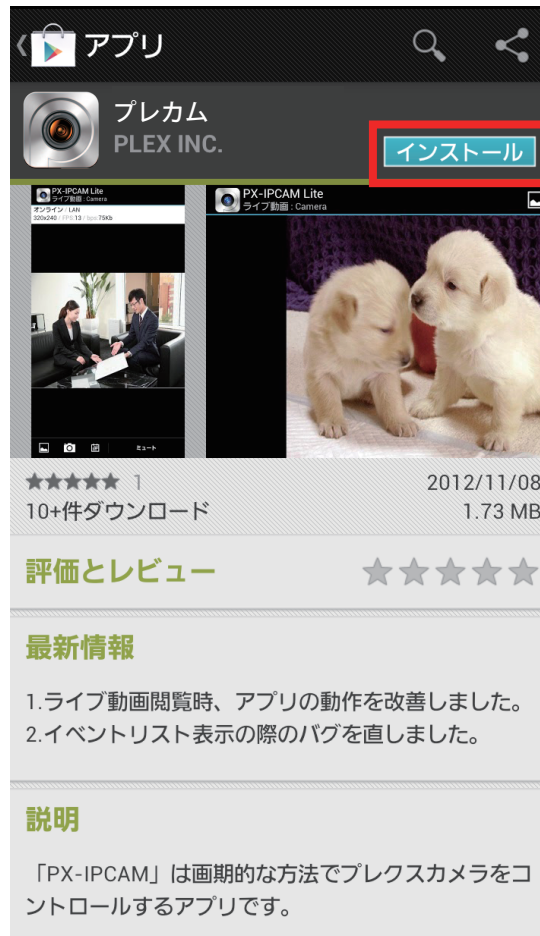 アプリ
プレカム
PLEX INC.
インストール
PX-IPCAM Lite
ライブ動画 : Camera
オンライン / LAN
320x240 / FPS:13 / bps:75Kb
ミュート
PX-IPCAM Lite
ライブ動画 : Camera
★★★★★ 1
2012/11/08
10+件ダウンロード
1.73 MB
評価とレビュー
最新情報
1.ライブ動画閲覧時、アプリの動作を改善しました。
2.イベントリスト表示の際のバグを直しました。
説明
「PX-IPCAM」は画期的な方法でプレクスカメラをコ
ントロールするアプリです。